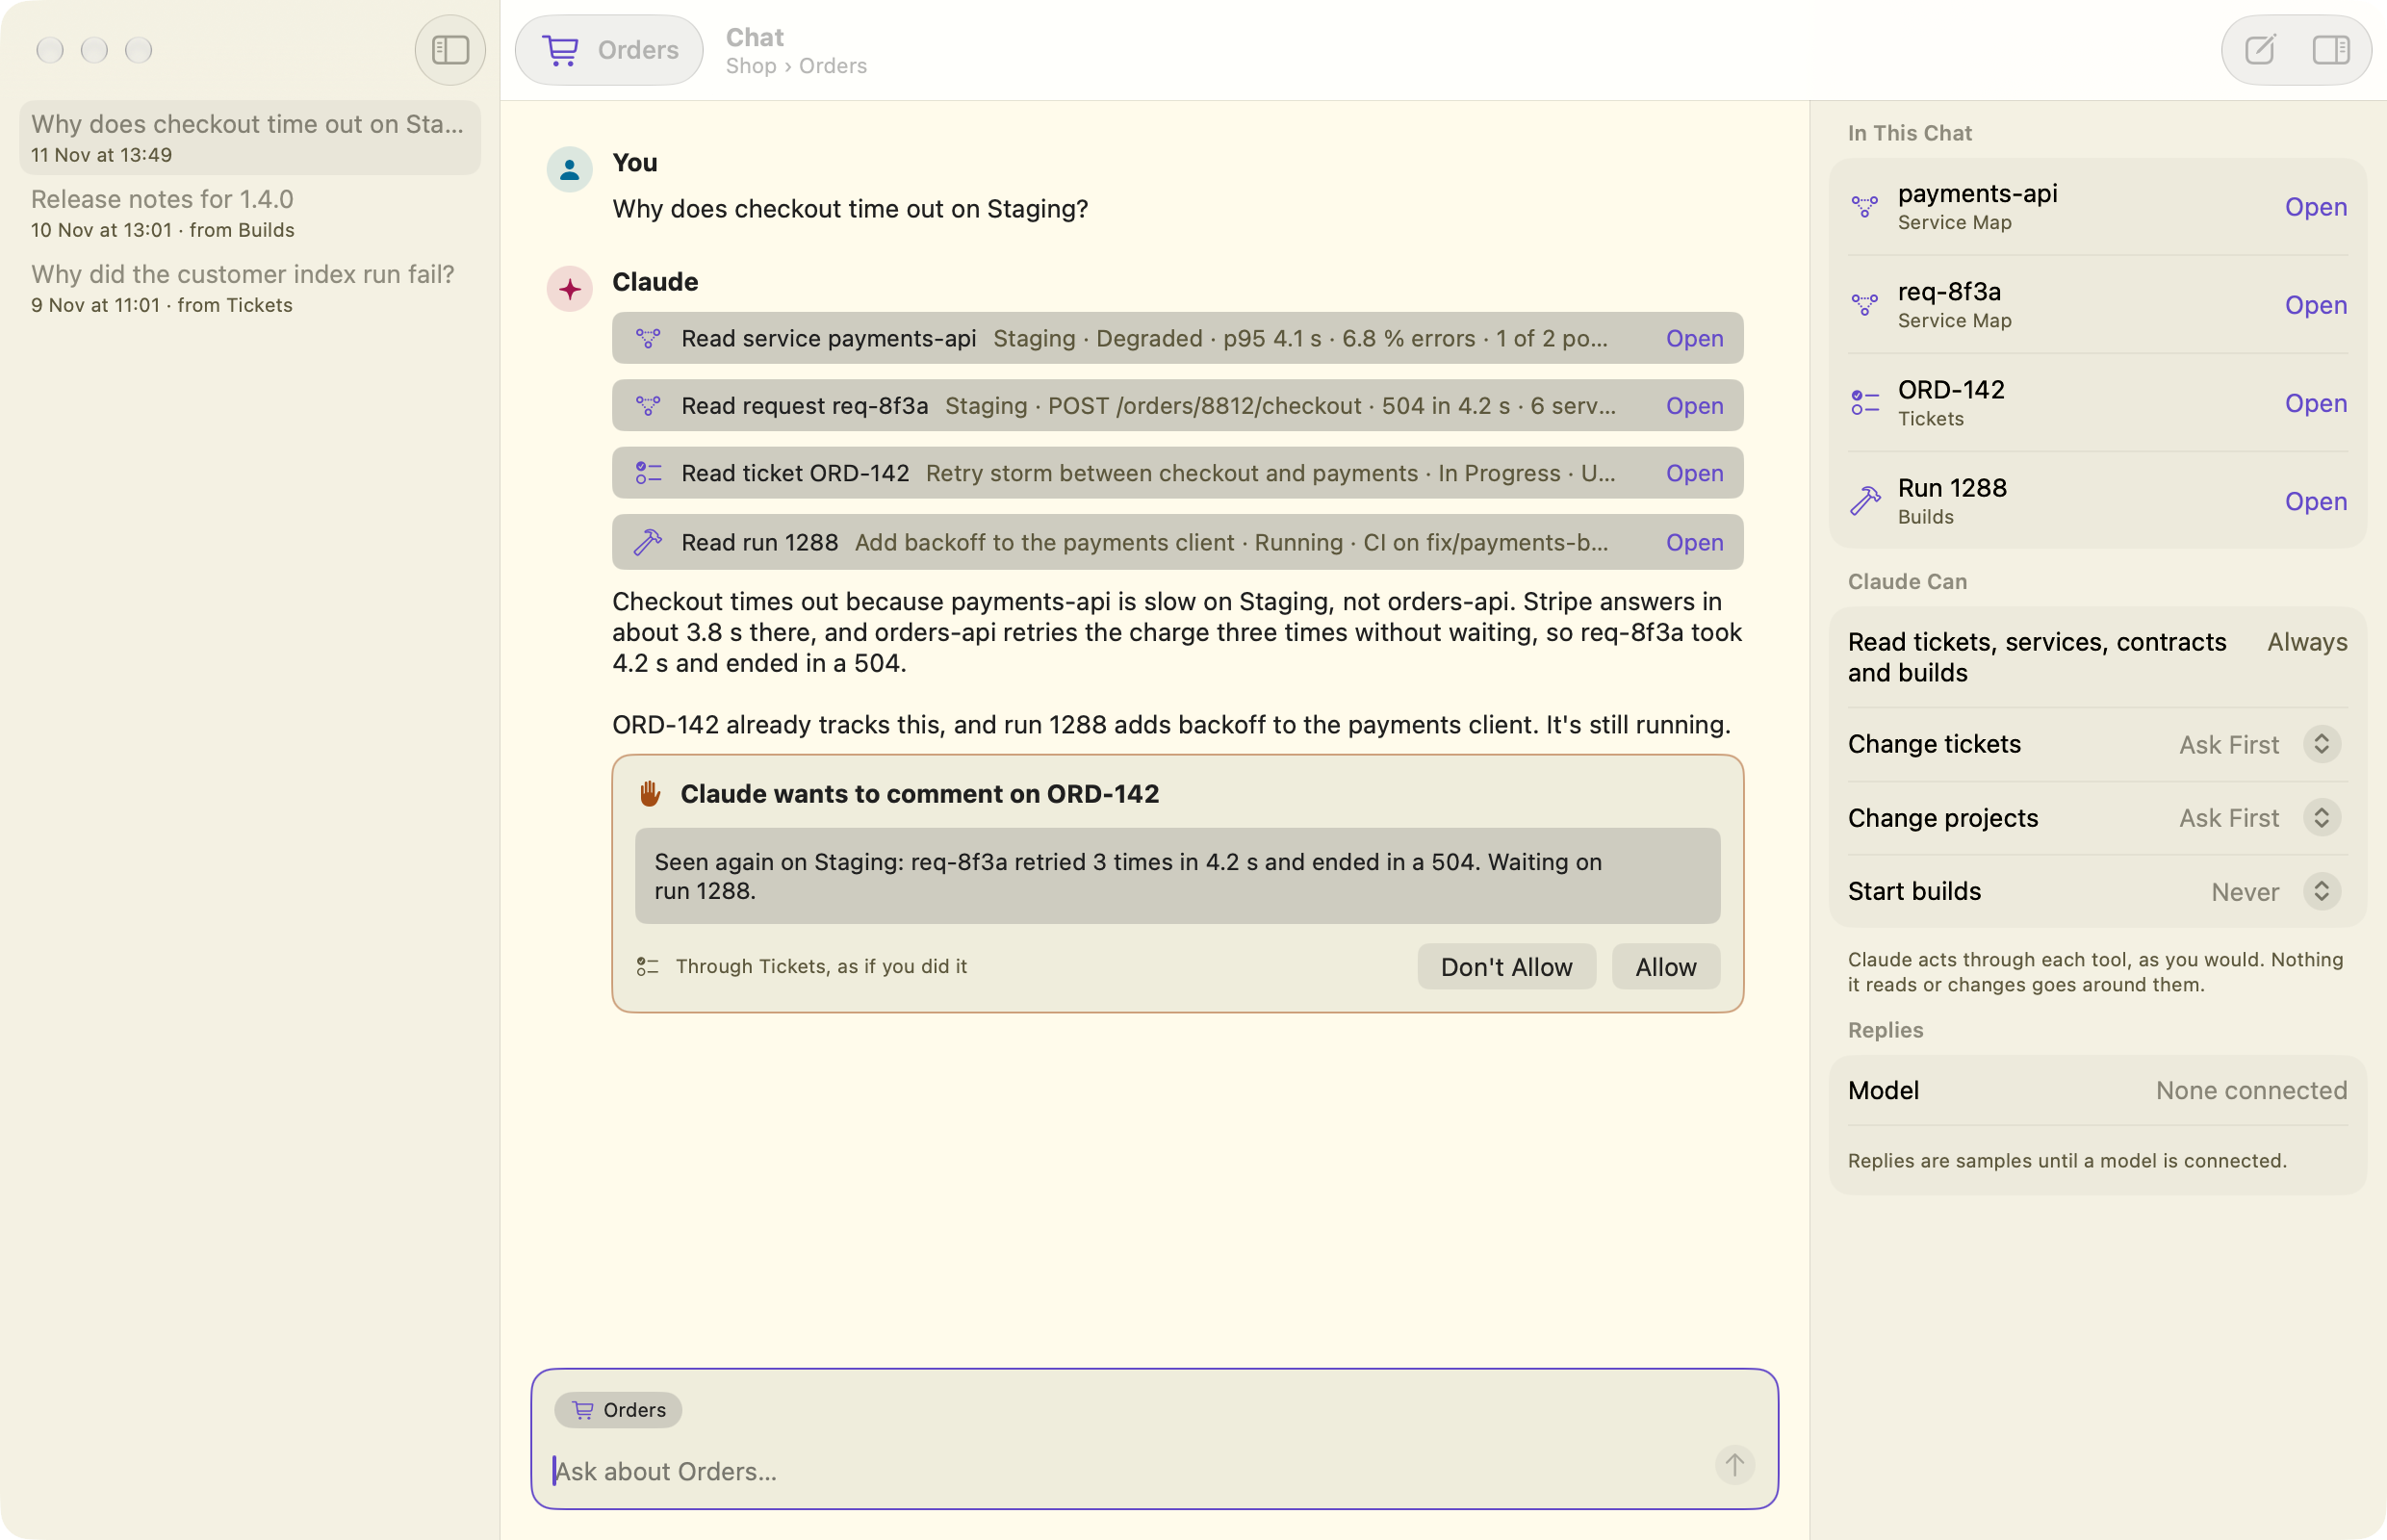 Orders
Chat
Shop › Orders
Why does checkout time out on Sta...
11 Nov at 13:49
Release notes for 1.4.0
10 Nov at 13:01 · from Builds
Why did the customer index run fail?
9 Nov at 11:01 · from Tickets
You
Why does checkout time out on Staging?
Claude
Read service payments-api Staging · Degraded · p95 4.1 s · 6.8 % errors · 1 of 2 po... Open
Read request req-8f3a Staging · POST /orders/8812/checkout · 504 in 4.2 s · 6 serv... Open
Read ticket ORD-142 Retry storm between checkout and payments · In Progress · U... Open
Read run 1288 Add backoff to the payments client · Running · CI on fix/payments-b... Open
Checkout times out because payments-api is slow on Staging, not orders-api. Stripe answers in
about 3.8 s there, and orders-api retries the charge three times without waiting, so req-8f3a took
4.2 s and ended in a 504.
ORD-142 already tracks this, and run 1288 adds backoff to the payments client. It's still running.
Claude wants to comment on ORD-142
Seen again on Staging: req-8f3a retried 3 times in 4.2 s and ended in a 504. Waiting on
run 1288.
Through Tickets, as if you did it
Don't Allow
Allow
Orders
Ask about Orders...
In This Chat
payments-api
Service Map
Open
req-8f3a
Service Map
Open
ORD-142
Tickets
Open
Run 1288
Builds
Open
Claude Can
Read tickets, services, contracts
and builds
Always
Change tickets Ask First
Change projects Ask First
Start builds Never
Claude acts through each tool, as you would. Nothing
it reads or changes goes around them.
Replies
Model None connected
Replies are samples until a model is connected.